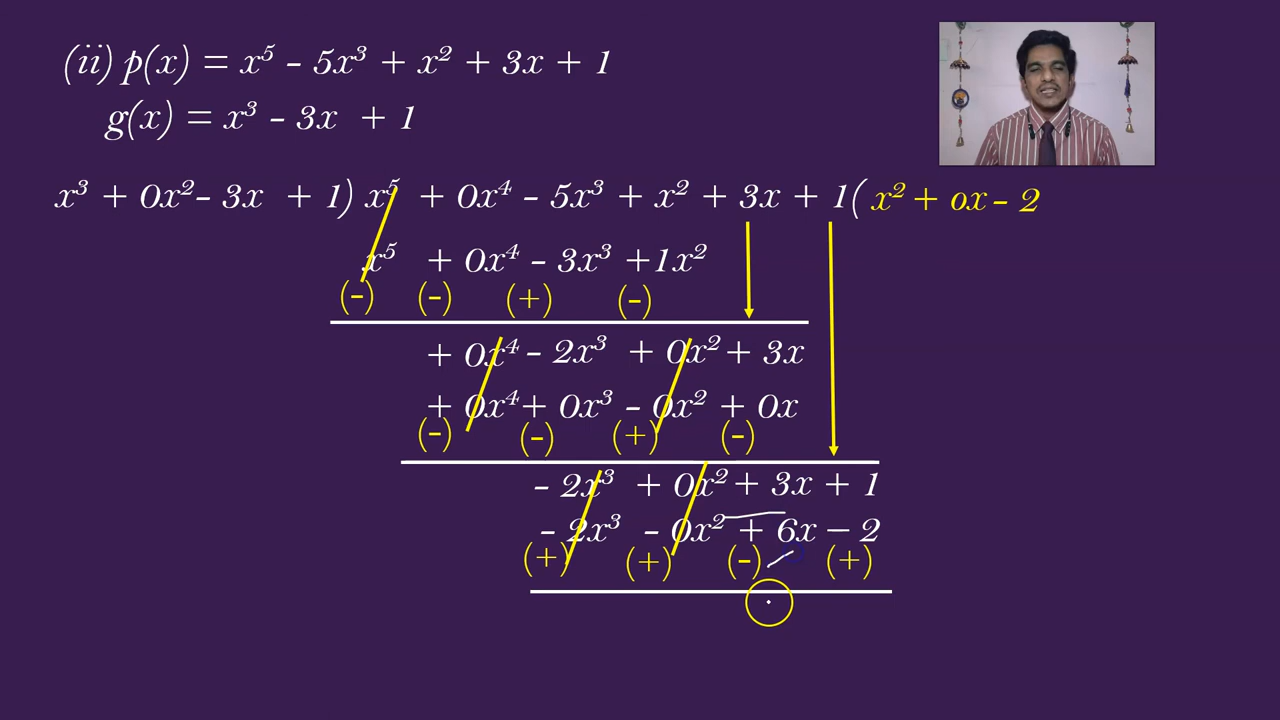 (ii) p(x) = x⁵ - 5x³ + x² + 3x + 1
g(x) = x³ - 3x + 1
x³ + 0x² - 3x + 1) x⁵ + 0x⁴ - 5x³ + x² + 3x + 1( x² + 0x - 2
x⁵ + 0x⁴ - 3x³ +1x²
(-) (-) (+) (-)
+ 0x⁴ - 2x³ + 0x² + 3x
+ 0x⁴ + 0x³ - 0x² + 0x
(-) (-) (+) (-)
- 2x³ + 0x² + 3x + 1
- 2x³ - 0x² + 6x - 2
(+) (+) (-) (+)